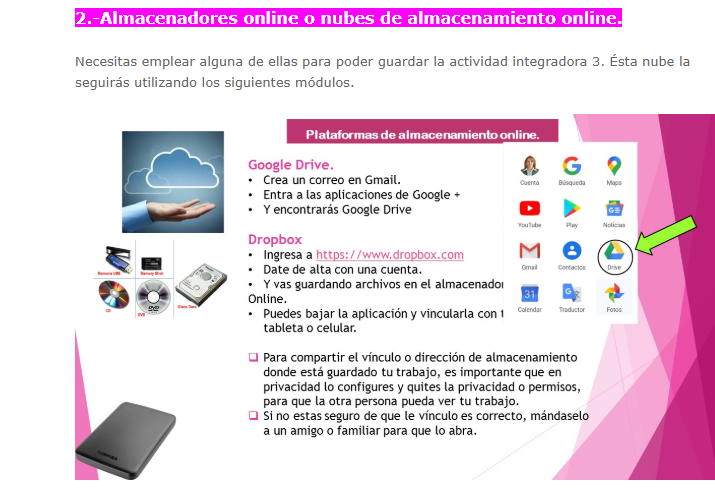 2.-Almacenadores online o nubes de almacenamiento online.
Necesitas emplear alguna de ellas para poder guardar la actividad integradora 3. Ésta nube la
seguirás utilizando los siguientes módulos.
Plataformas de almacenamiento online.
Google Drive.
• Crea un correo en Gmail.
• Entra a las aplicaciones de Google +
• Y encontrarás Google Drive
Dropbox
• Ingresa a https://www.dropbox.com
• Date de alta con una cuenta.
• Y vas guardando archivos en el almacenador
Online.
• Puedes bajar la aplicación y vincularla con t
tableta o celular.
❑ Para compartir el vínculo o dirección de almacenamiento
donde está guardado tu trabajo, es importante que en
privacidad lo configures y quites la privacidad o permisos,
para que la otra persona pueda ver tu trabajo.
❑ Si no estas seguro de que le vínculo es correcto, mándaselo
a un amigo o familiar para que lo abra.
Cuenta Búsqueda Maps
YouTube Play Noticias
Gmail Contactos Drive
31
Calendar Traductor Fotos
Memoria USB Memory Stick
CD DVD Disco Duro
DVD
TOSHIBA